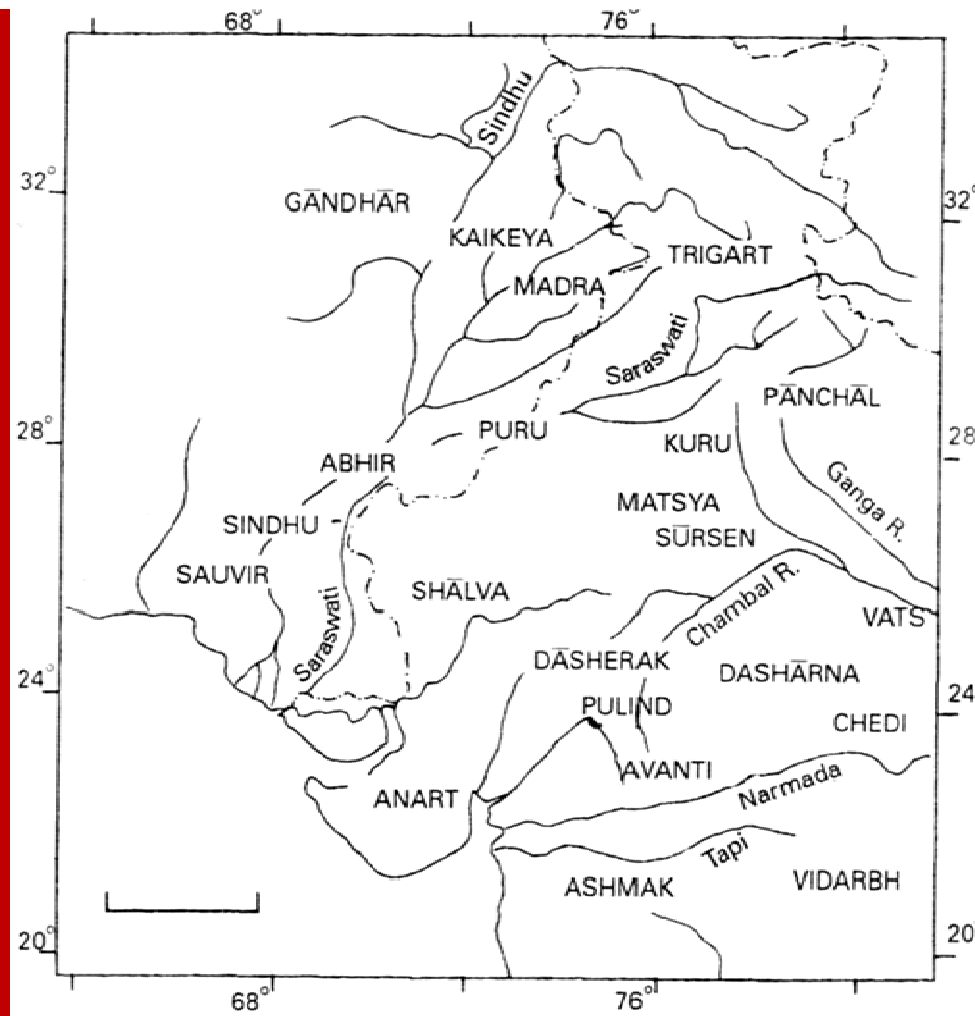 68°
76°
Sindhu
32°
32°
GĀNDHĀR
KAIKEYA
TRIGART
MADRA
Saraswati
PĀNCHĀL
28°
28
PURU
KURU
ABHIR
Ganga R.
MATSYA
SINDHU
SŪRSEN
SAUVIR
SHĀLVA
Chambal R.
VATS
Saraswati
DĀSHERAK
DASHĀRNA
24°
24
PULIND
CHEDI
AVANTI
ANART
Narmada
Tapi
ASHMAK
VIDARBH
20°
20
68°
76°